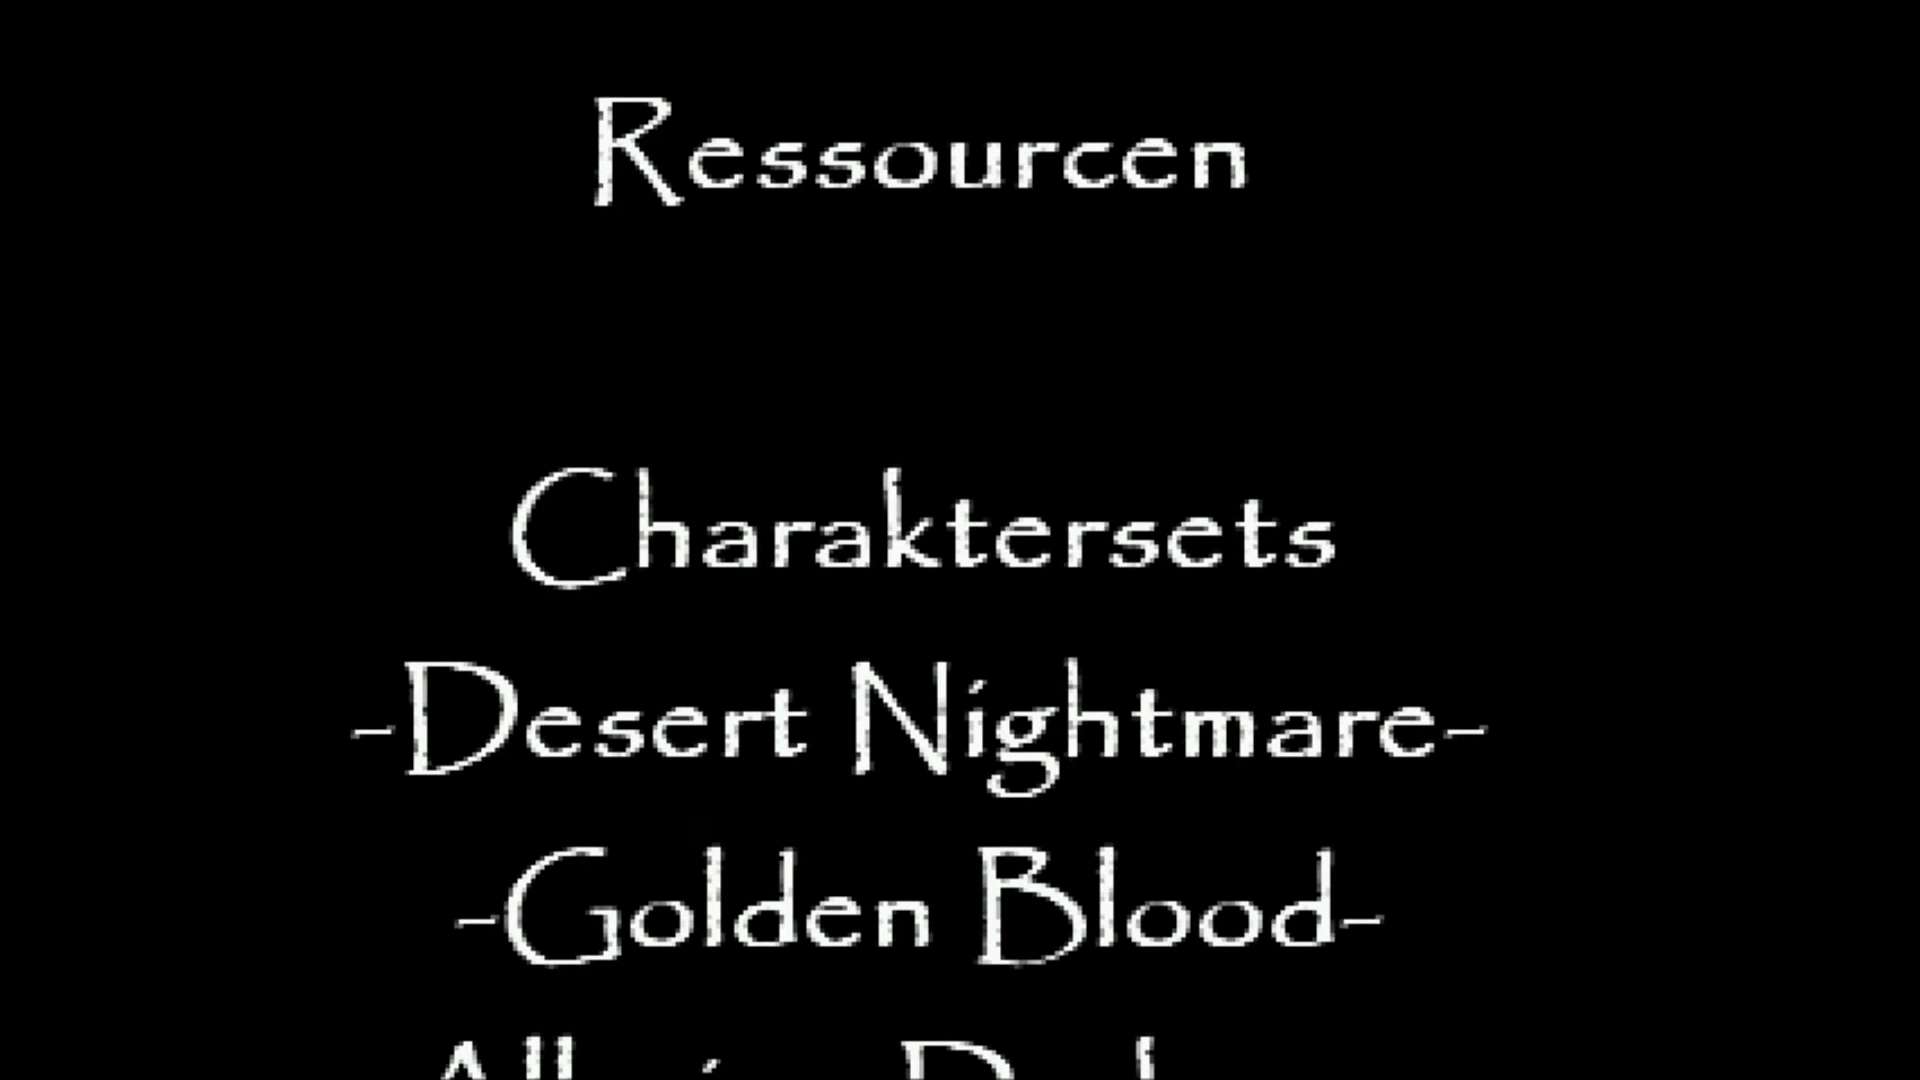 Ressourcen
Charaktersets
-Desert Nightmare-
-Golden Blood-